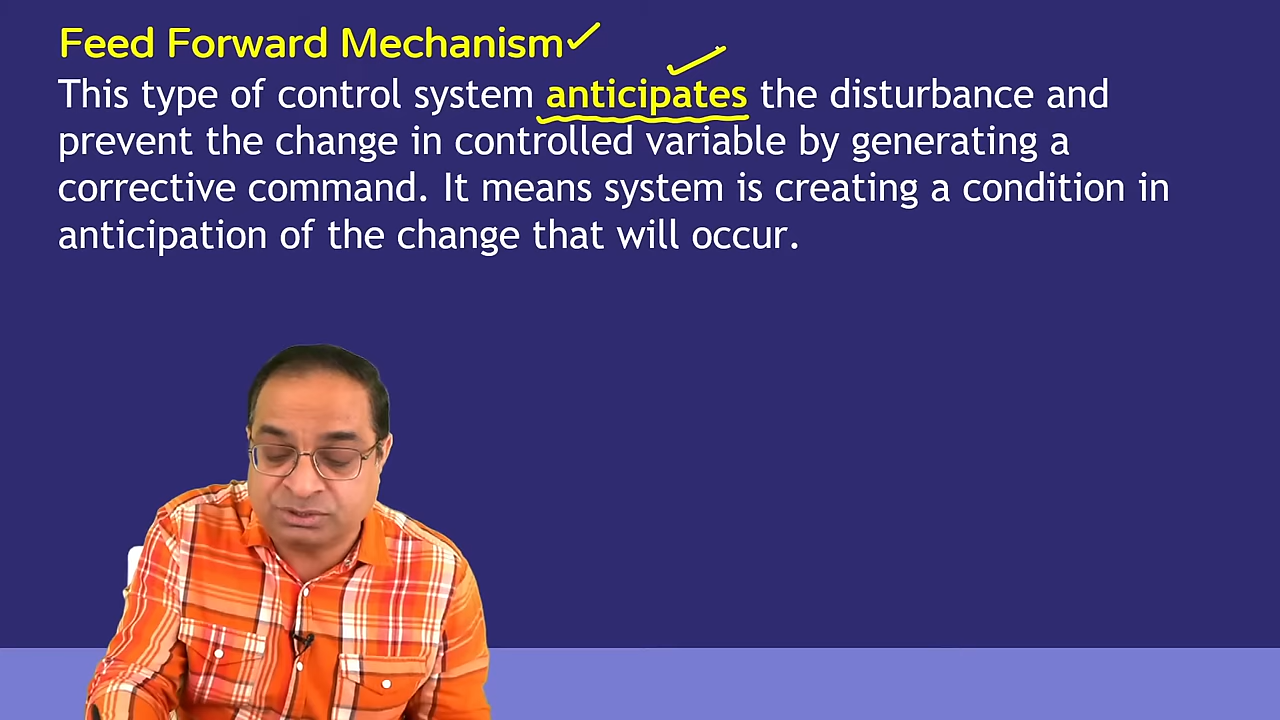 Feed Forward Mechanism
This type of control system anticipates the disturbance and
prevent the change in controlled variable by generating a
corrective command. It means system is creating a condition in
anticipation of the change that will occur.